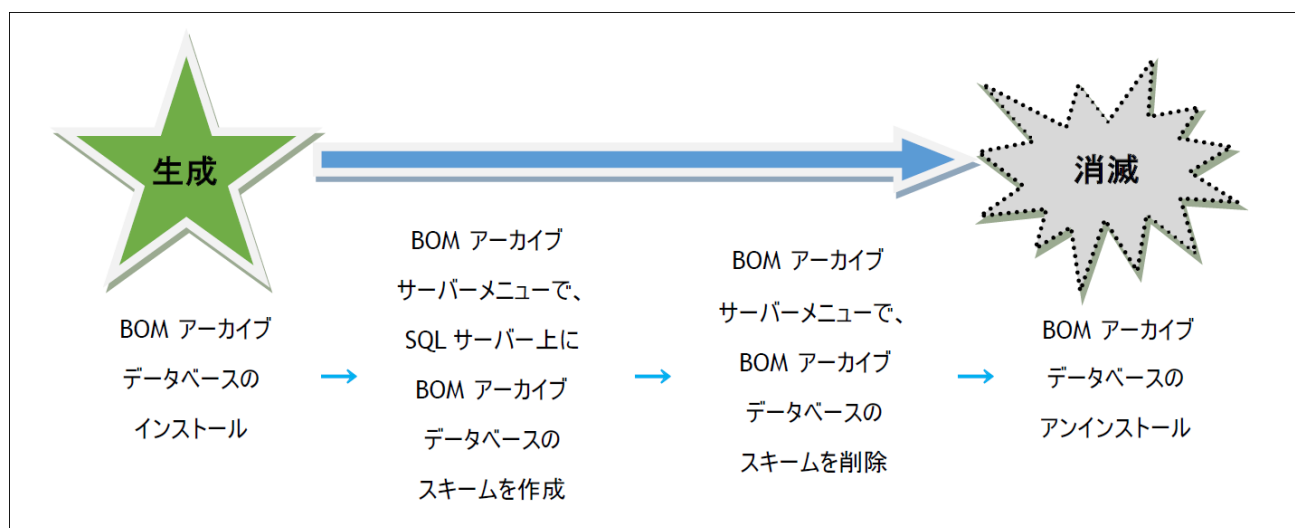 生成
消滅
BOM アーカイブ
データベースの
インストール
→
BOM アーカイブ
サーバーメニューで、
SQL サーバー上に
BOM アーカイブ
データベースの
スキームを作成
→
BOM アーカイブ
サーバーメニューで、
BOM アーカイブ
データベースの
スキームを削除
→
BOM アーカイブ
データベースの
アンインストール